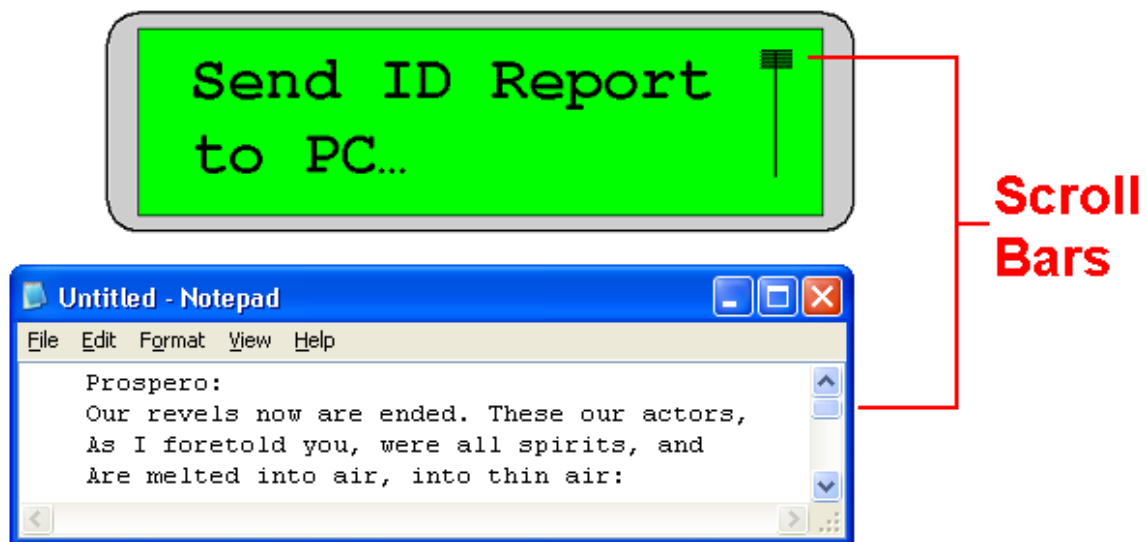 Send ID Report
to PC…
Scroll
Bars
Untitled - Notepad
File Edit Format View Help
Prospero:
Our revels now are ended. These our actors,
As I foretold you, were all spirits, and
Are melted into air, into thin air: